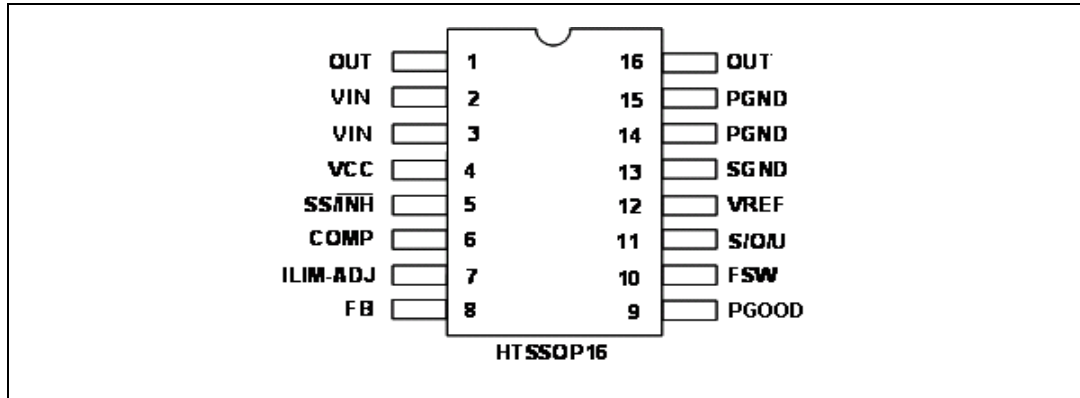 OUT 1 16 OUT
VIN 2 15 PGND
VIN 3 14 PGND
VCC 4 13 SGND
SS/INH 5 12 VREF
COMP 6 11 S/O/U
ILIM-ADJ 7 10 FSW
FB 8 9 PGOOD
HTSSOP16